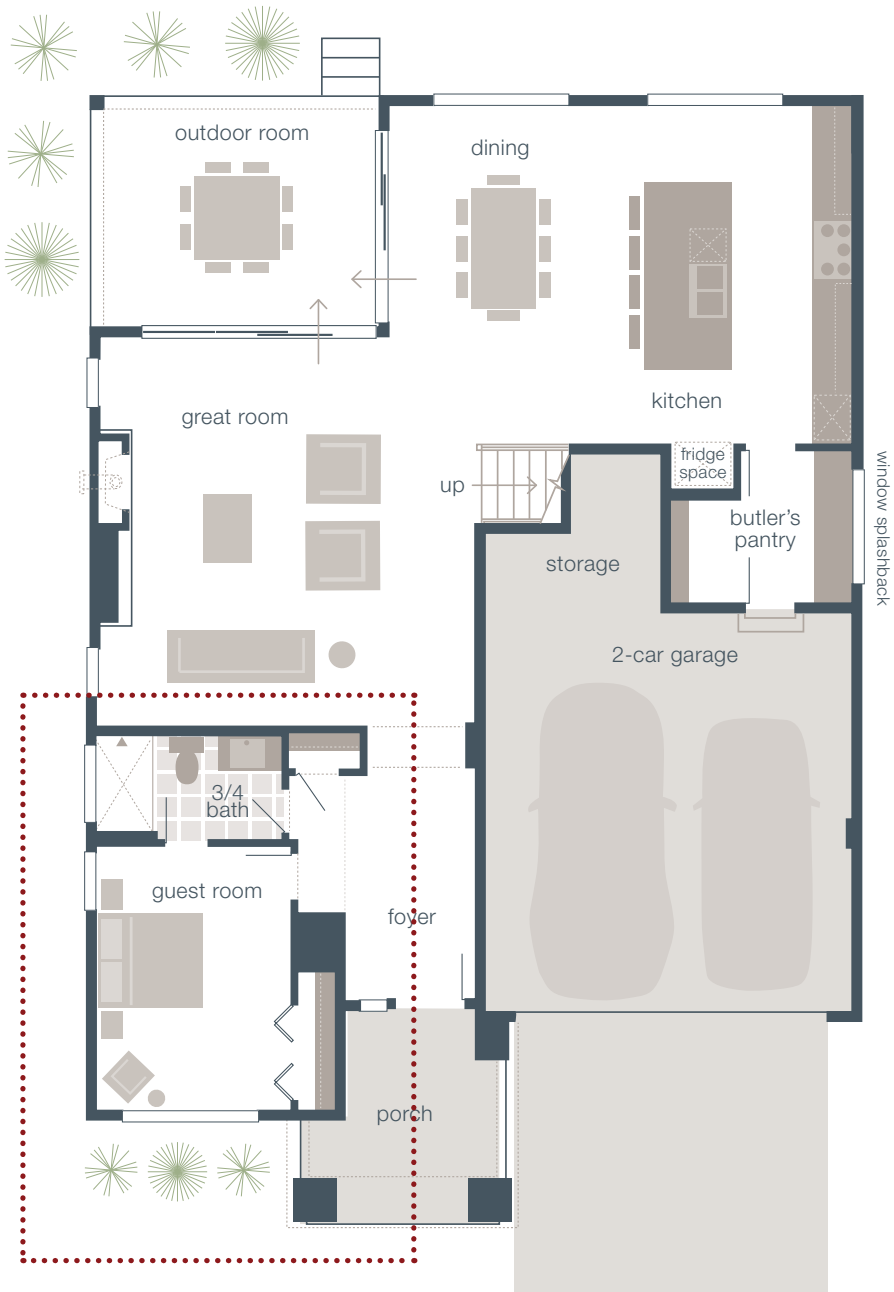 outdoor room
dining
great room
kitchen
fridge
space
up
butler's
pantry
window splashback
storage
2-car garage
3/4
bath
guest room
foyer
porch